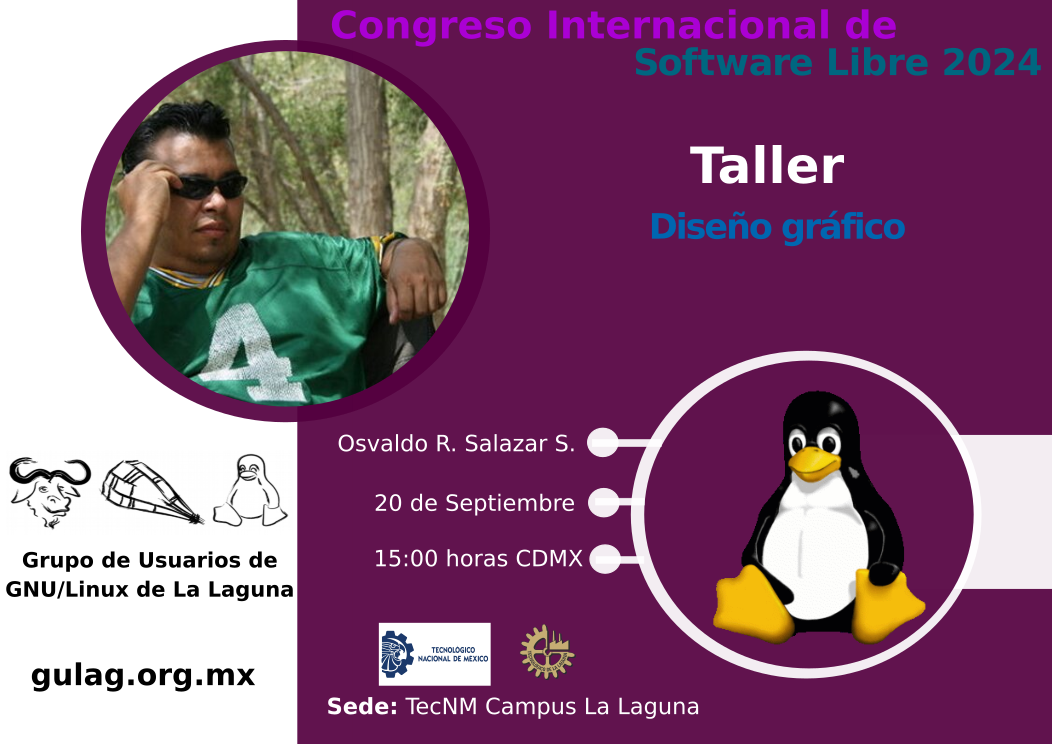 Congreso Internacional de
Software Libre 2024
Taller
Diseño gráfico
4
Osvaldo R. Salazar S.
20 de Septiembre
15:00 horas CDMX
Grupo de Usuarios de
GNU/Linux de La Laguna
gulag.org.mx
TECNOLÓGICO
NACIONAL DE MÉXICO
Sede: TecNM Campus La Laguna